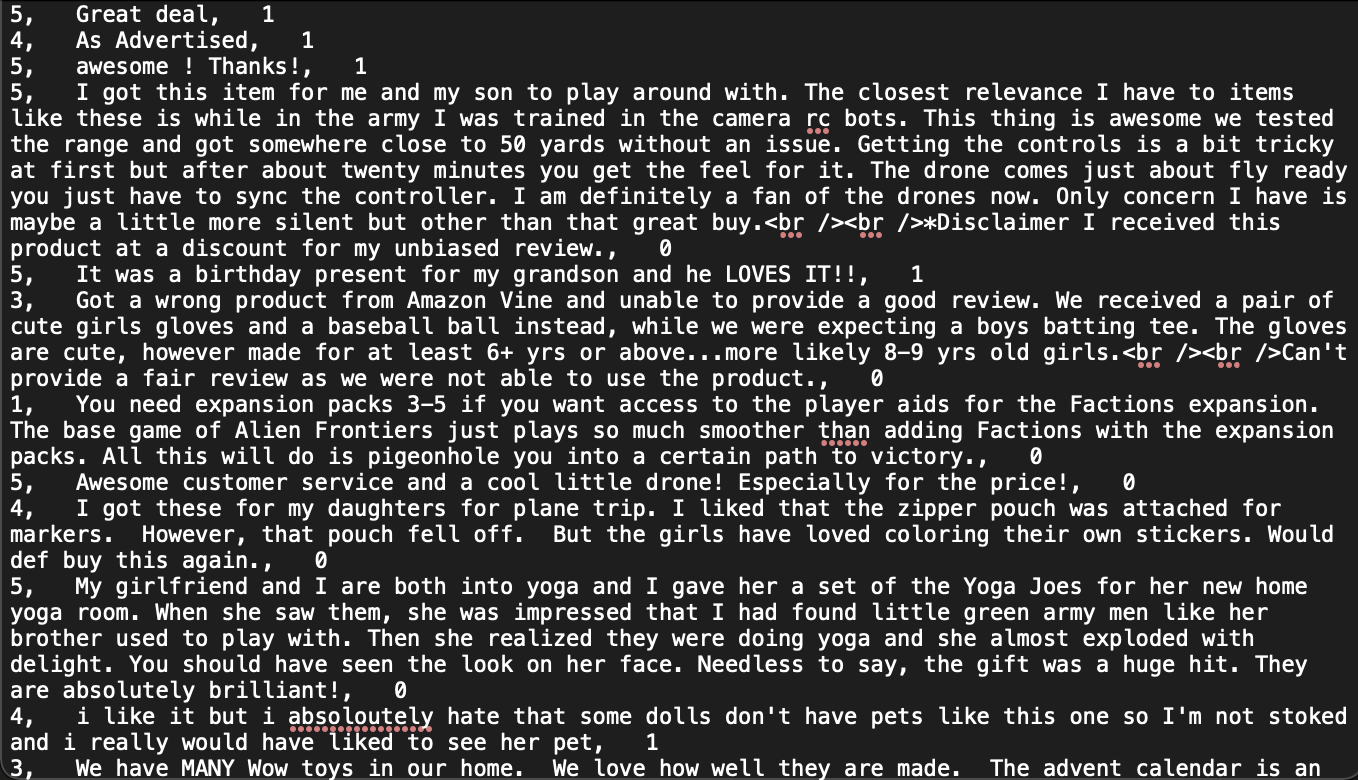 5,   Great deal,   1
4,   As Advertised,   1
5,   awesome ! Thanks!,   1
5,   I got this item for me and my son to play around with. The closest relevance I have to items
like these is while in the army I was trained in the camera rc bots. This thing is awesome we tested
the range and got somewhere close to 50 yards without an issue. Getting the controls is a bit tricky
at first but after about twenty minutes you get the feel for it. The drone comes just about fly ready
you just have to sync the controller. I am definitely a fan of the drones now. Only concern I have is
maybe a little more silent but other than that great buy.<br /><br />*Disclaimer I received this
product at a discount for my unbiased review.,   0
5,   It was a birthday present for my grandson and he LOVES IT!!,   1
3,   Got a wrong product from Amazon Vine and unable to provide a good review. We received a pair of
cute girls gloves and a baseball ball instead, while we were expecting a boys batting tee. The gloves
are cute, however made for at least 6+ yrs or above...more likely 8–9 yrs old girls.<br /><br />Can't
provide a fair review as we were not able to use the product.,   0
1,   You need expansion packs 3–5 if you want access to the player aids for the Factions expansion.
The base game of Alien Frontiers just plays so much smoother than adding Factions with the expansion
packs. All this will do is pigeonhole you into a certain path to victory.,   0
5,   Awesome customer service and a cool little drone! Especially for the price!,   0
4,   I got these for my daughters for plane trip. I liked that the zipper pouch was attached for
markers.  However, that pouch fell off.  But the girls have loved coloring their own stickers. Would
def buy this again.,   0
5,   My girlfriend and I are both into yoga and I gave her a set of the Yoga Joes for her new home
yoga room. When she saw them, she was impressed that I had found little green army men like her
brother used to play with. Then she realized they were doing yoga and she almost exploded with
delight. You should have seen the look on her face. Needless to say, the gift was a huge hit. They
are absolutely brilliant!,   0
4,   i like it but i absoloutely hate that some dolls don't have pets like this one so I'm not stoked
and i really would have liked to see her pet,   1
3,   We have MANY Wow toys in our home.  We love how well they are made.  The advent calendar is an